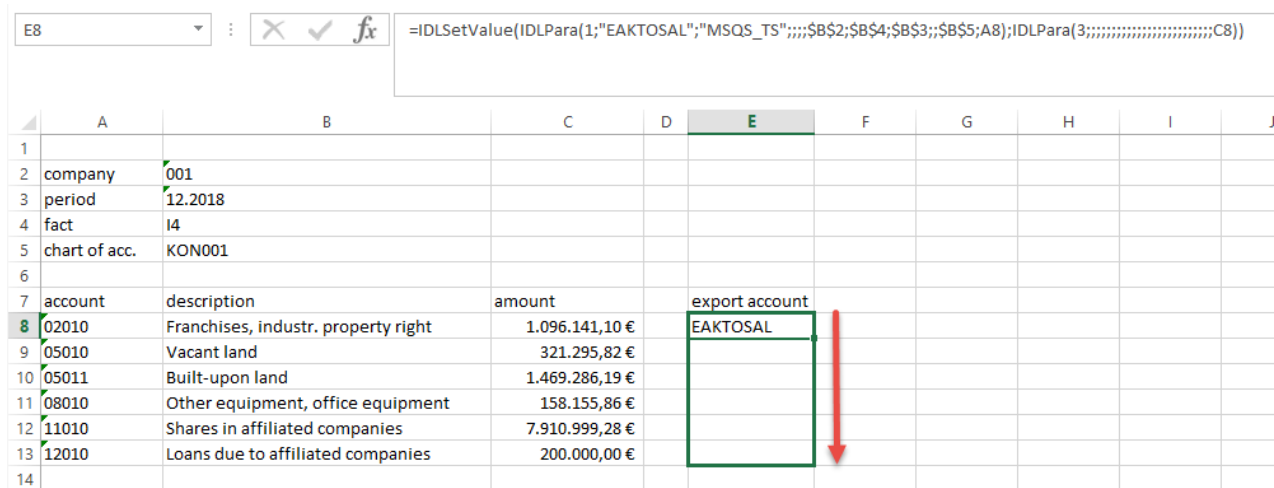 E8 fx =IDLSetValue(IDLPara(1;"EAKTOSAL";"MSQS_TS";;;;$B$2;$B$4;$B$3;;$B$5;A8);IDLPara(3;;;;;;;;;;;;;;;;;;;;;;;;;;C8))
A B C D E F G H I J
1
2 company 001
3 period 12.2018
4 fact I4
5 chart of acc. KON001
6
7 account description amount export account
8 02010 Franchises, industr. property right 1.096.141,10 € EAKTOSAL
9 05010 Vacant land 321.295,82 €
10 05011 Built-upon land 1.469.286,19 €
11 08010 Other equipment, office equipment 158.155,86 €
12 11010 Shares in affiliated companies 7.910.999,28 €
13 12010 Loans due to affiliated companies 200.000,00 €
14